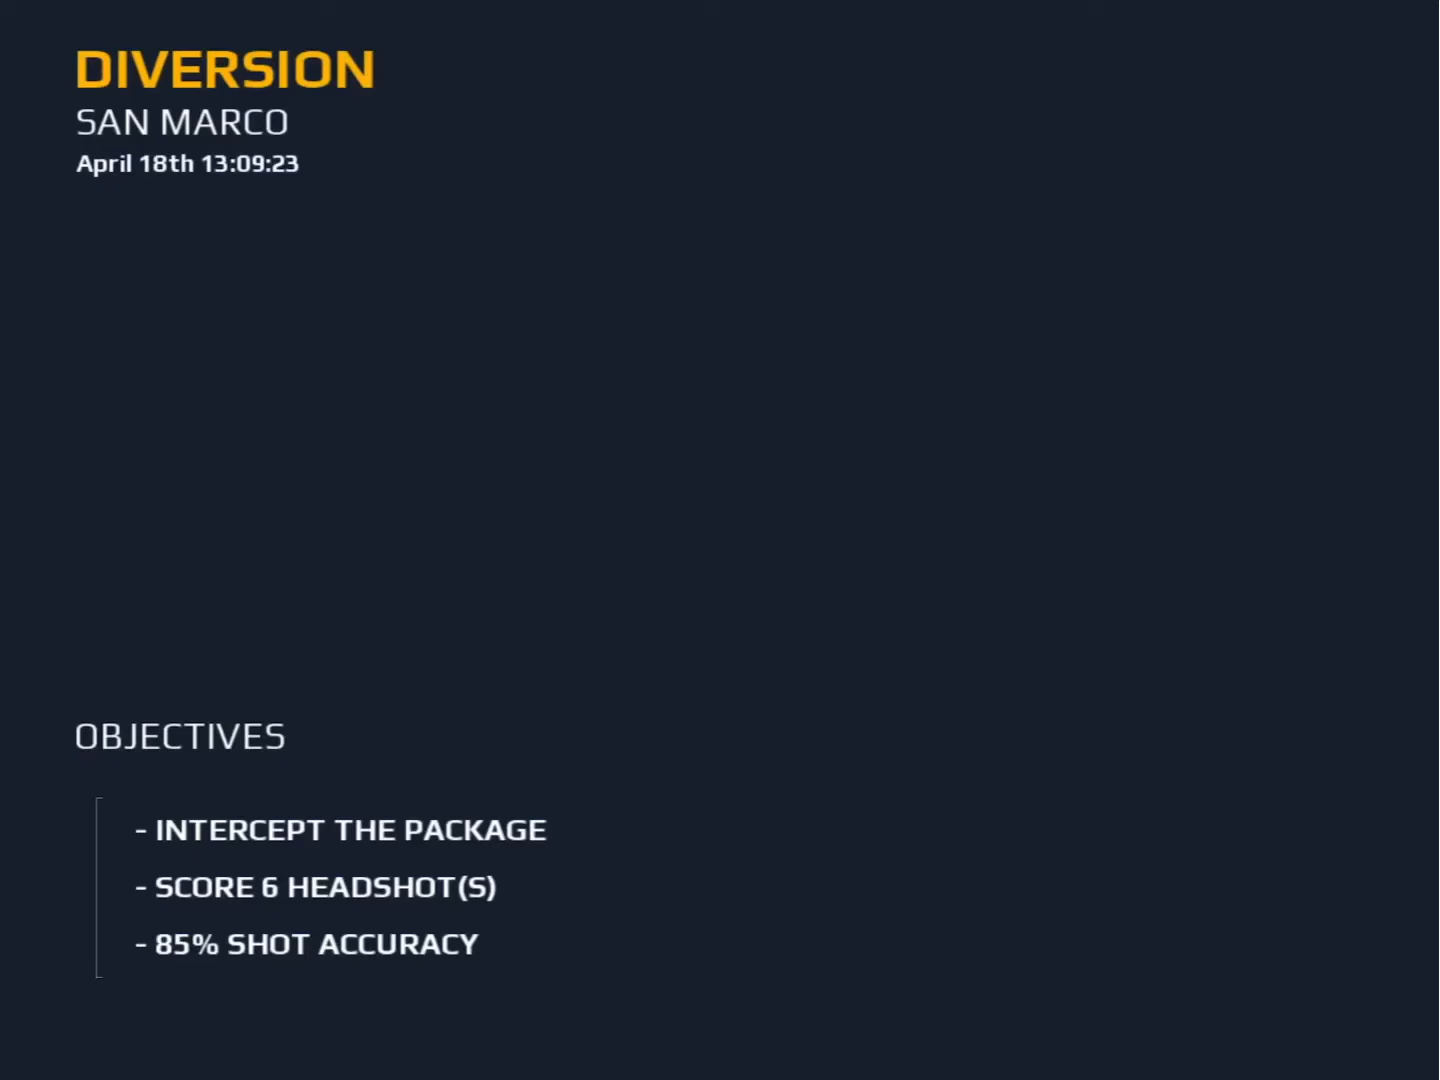 DIVERSION
SAN MARCO
April 18th 13:09:23
OBJECTIVES
- INTERCEPT THE PACKAGE
- SCORE 6 HEADSHOT(S)
- 85% SHOT ACCURACY